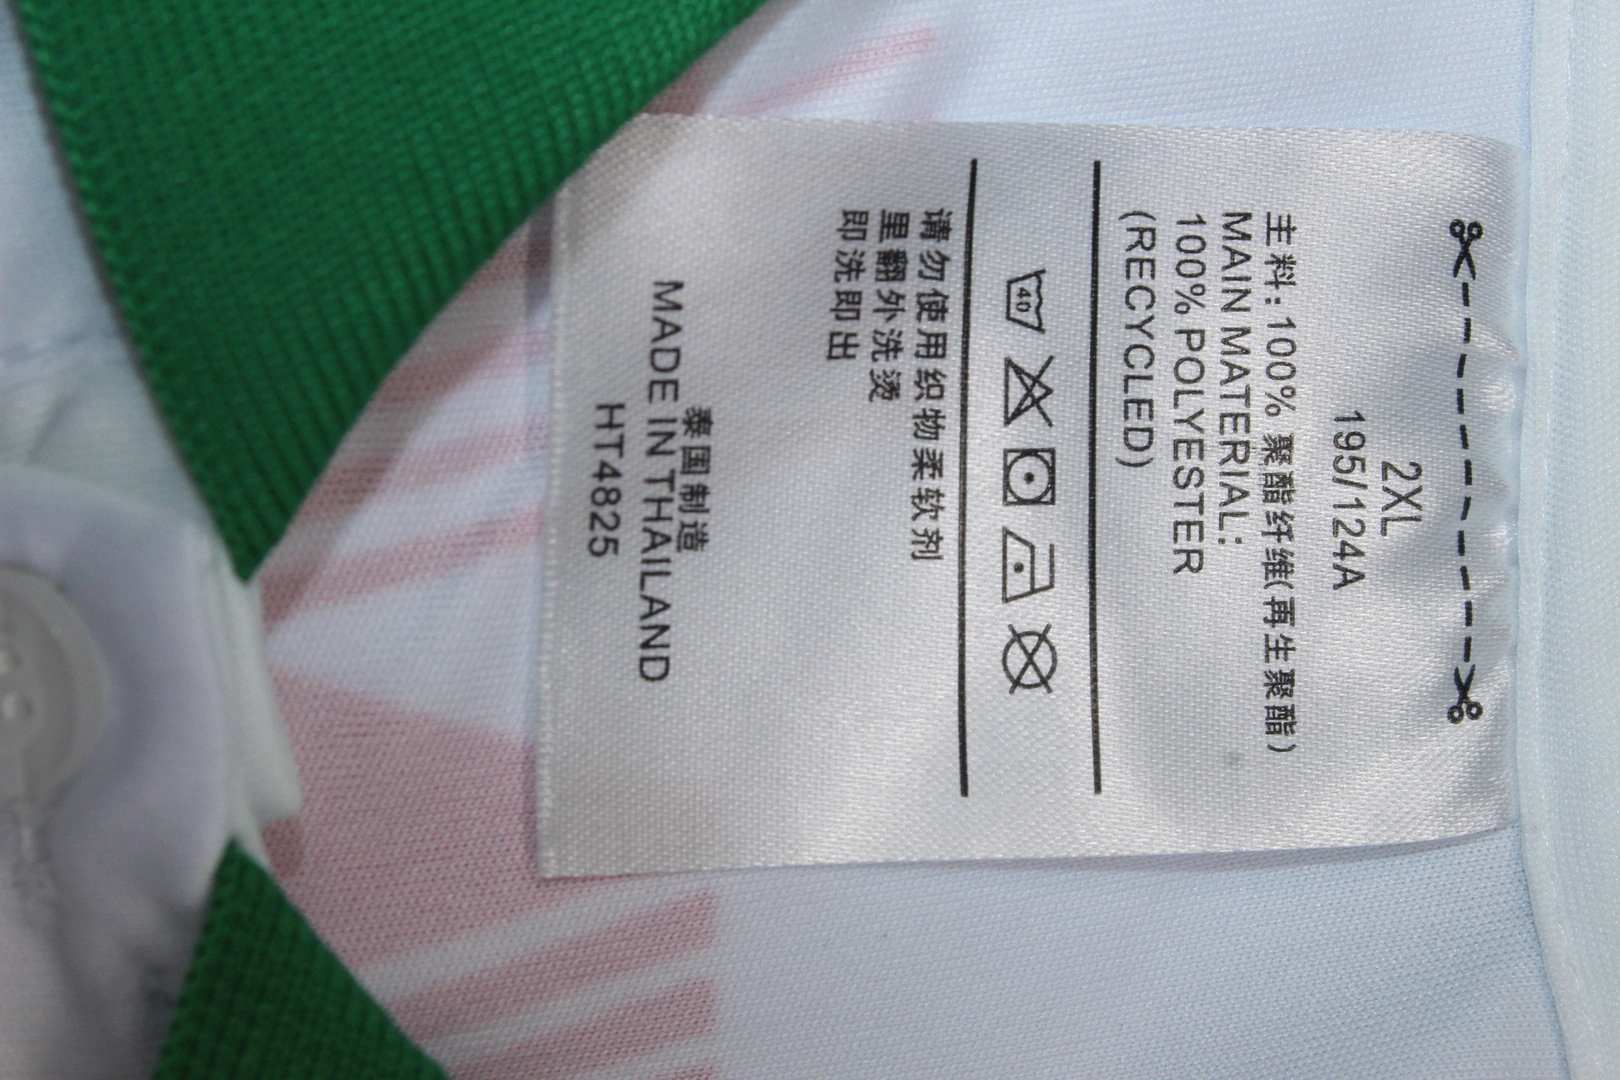 2XL
195/124A
主料: 100% 聚酯纤维(再生聚酯)
MAIN MATERIAL:
100% POLYESTER
(RECYCLED)
40
请勿使用织物柔软剂
里翻外洗烫
即洗即出
泰国制造
MADE IN THAILAND
HT4825